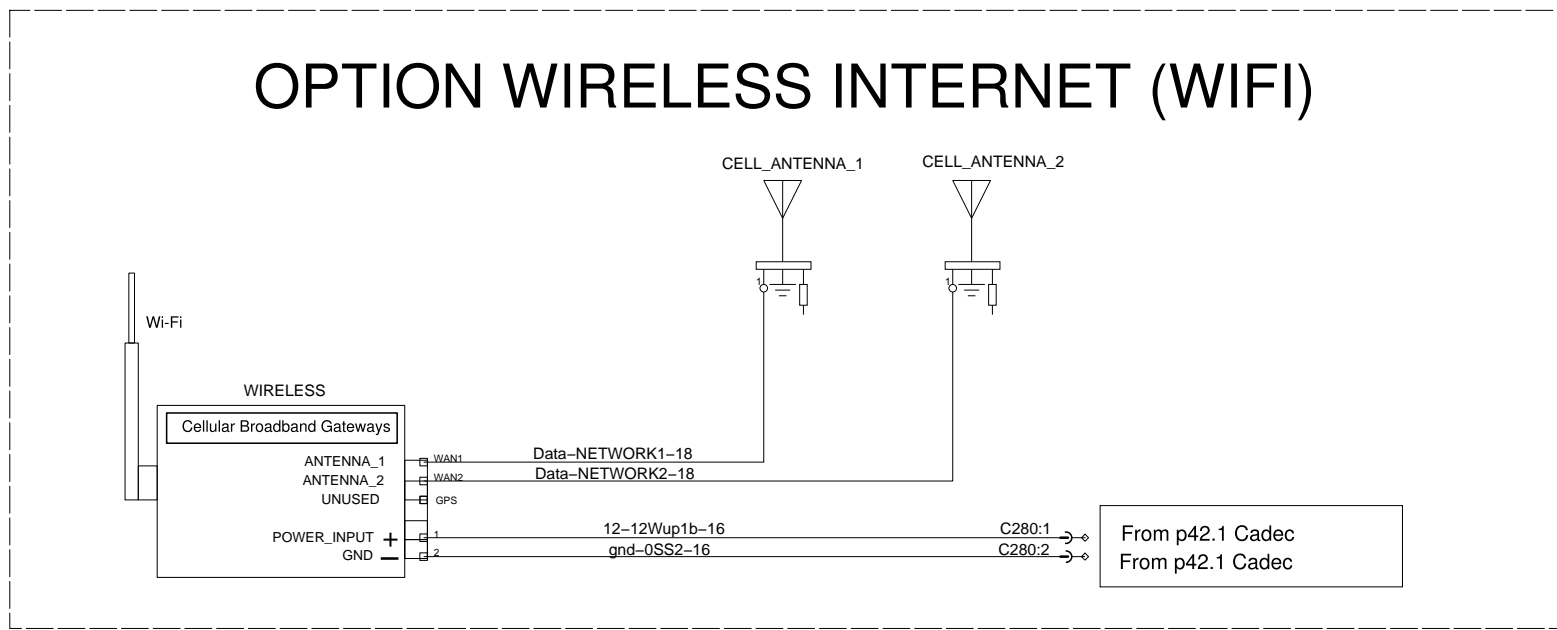 OPTION WIRELESS INTERNET (WIFI)
CELL_ANTENNA_1
CELL_ANTENNA_2
1
1
Wi-Fi
WIRELESS
Cellular Broadband Gateways
ANTENNA_1
WAN1
Data–NETWORK1–18
ANTENNA_2
WAN2
Data–NETWORK2–18
UNUSED
GPS
POWER_INPUT +
1
12–12Wup1b–16
C280:1
From p42.1 Cadec
GND –
2
gnd–0SS2–16
C280:2
From p42.1 Cadec